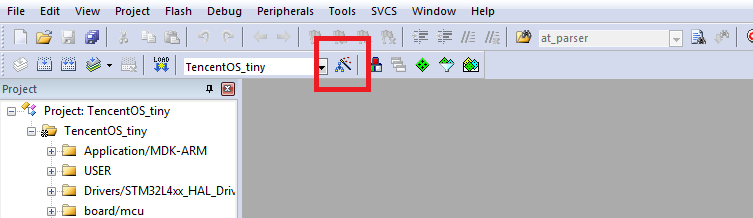 File Edit View Project Flash Debug Peripherals Tools SVCS Window Help
at_parser
LOAD
TencentOS_tiny
Project
Project: TencentOS_tiny
TencentOS_tiny
Application/MDK-ARM
USER
Drivers/STM32L4xx_HAL_Driv
board/mcu